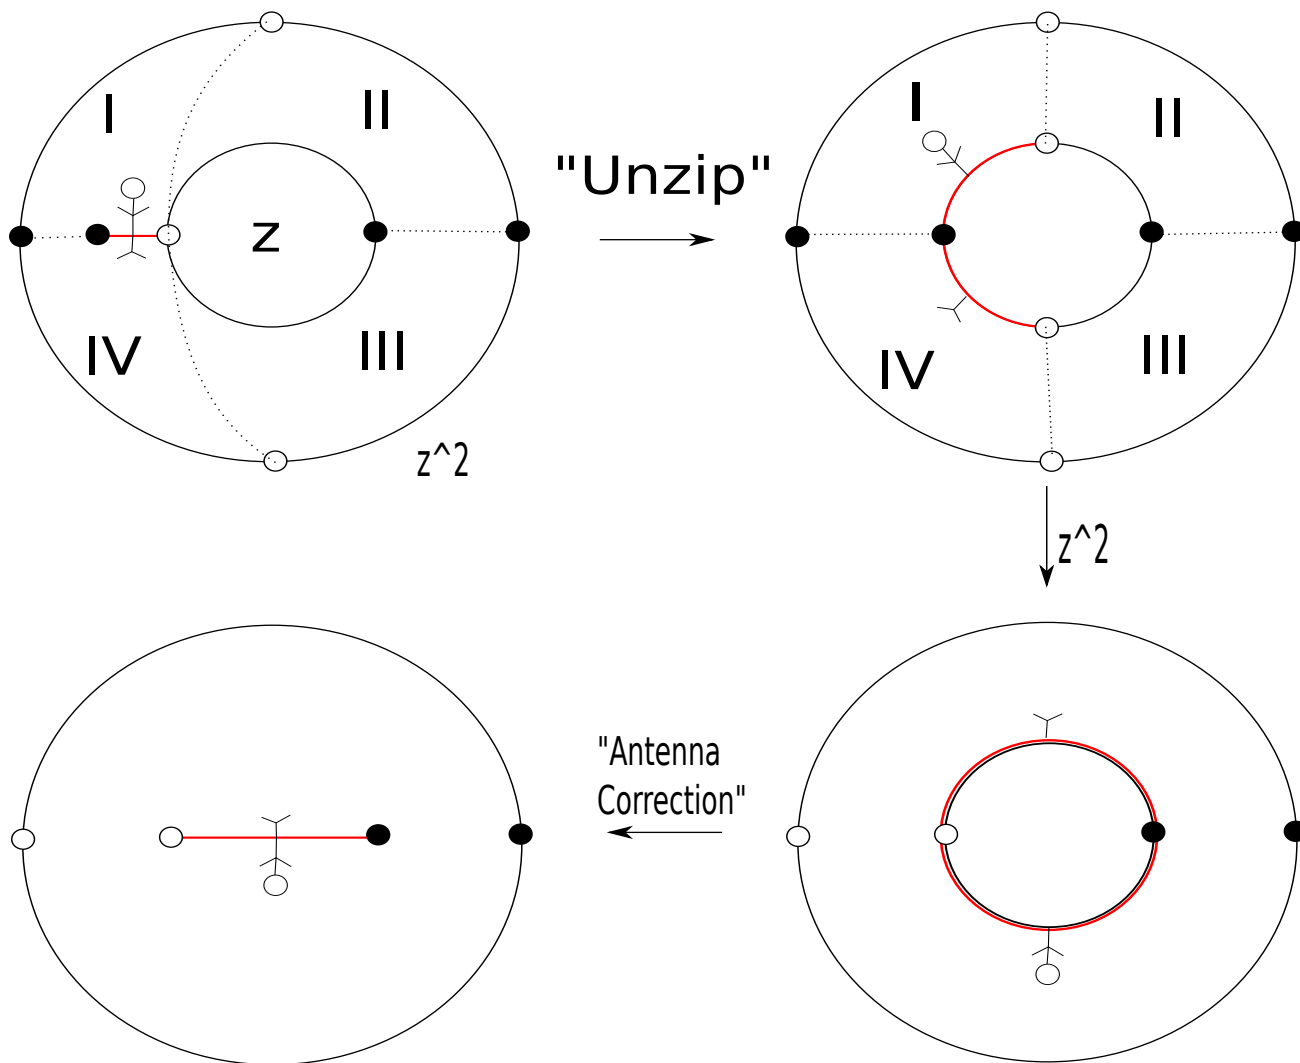 I
II
z
IV
III
z^2
"Unzip"
I
II
IV
III
z^2
"Antenna
Correction"